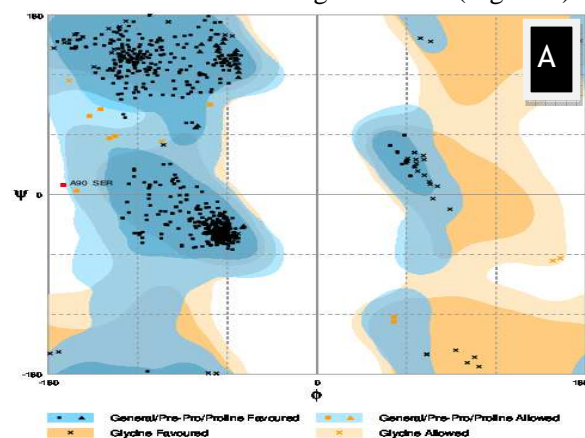 (
A
180
A90 SER
Ψ
0
-180
-180
0
180
Φ
General/Pre-Pro/Proline Favoured
General/Pre-Pro/Proline Allowed
Glycine Favoured
Glycine Allowed